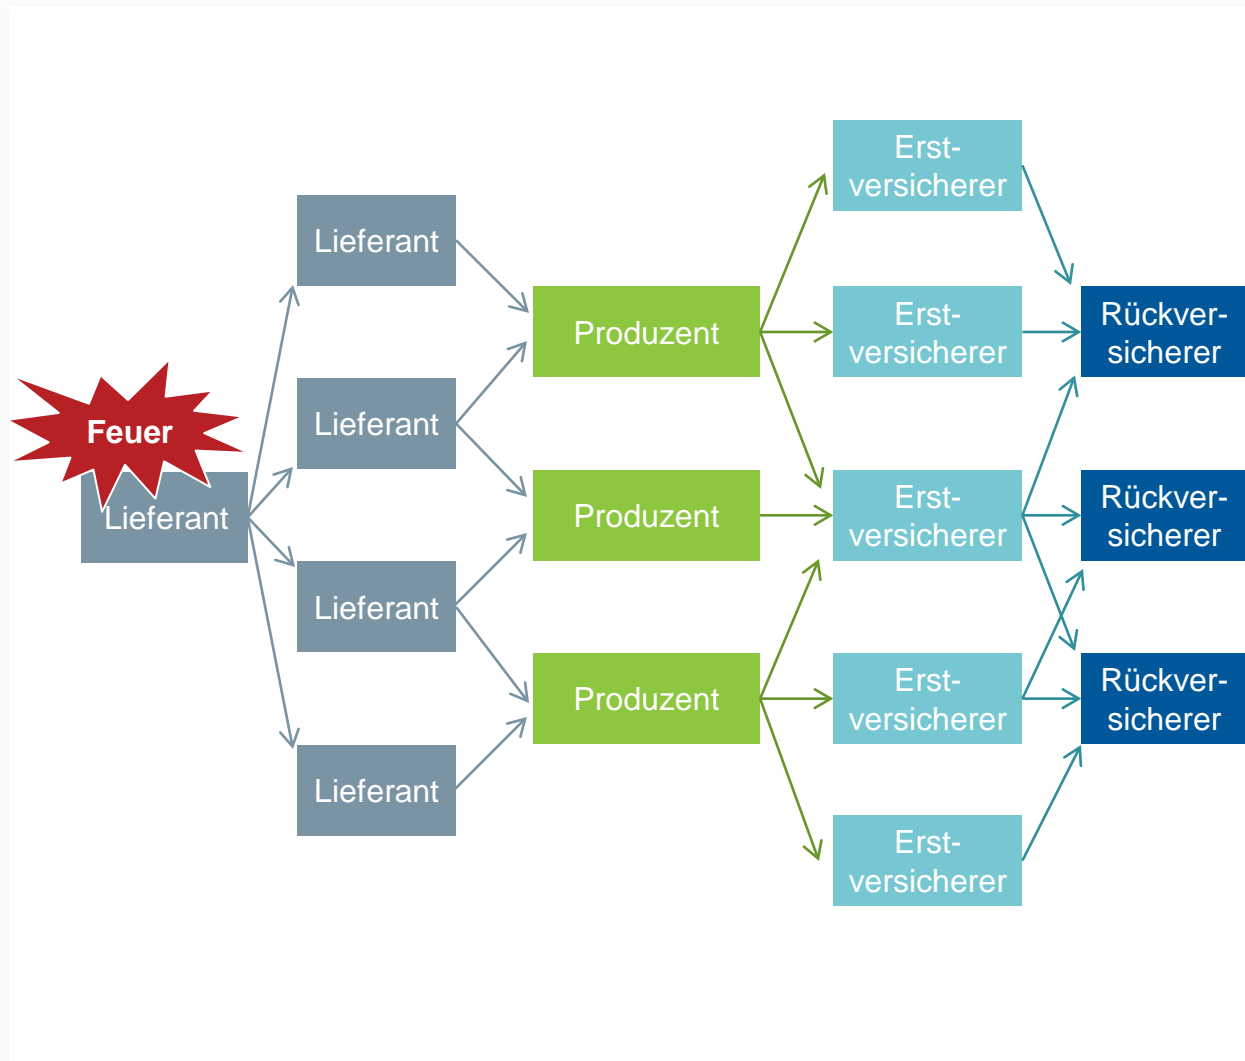 Feuer
Lieferant
Lieferant
Lieferant
Lieferant
Lieferant
Produzent
Produzent
Produzent
Erst-
versicherer
Erst-
versicherer
Erst-
versicherer
Erst-
versicherer
Erst-
versicherer
Rückver-
sicherer
Rückver-
sicherer
Rückver-
sicherer